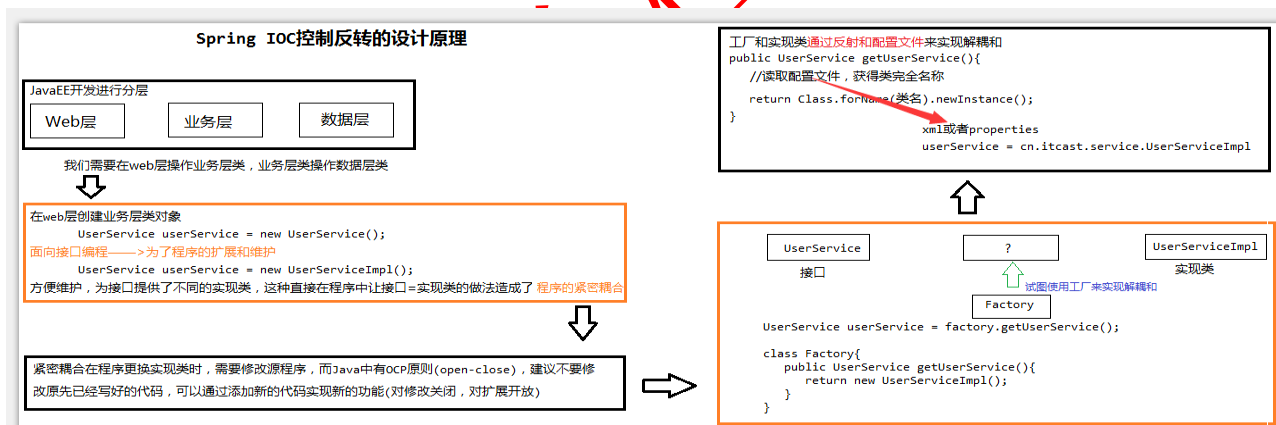 Spring IOC控制反转的设计原理
JavaEE开发进行分层
Web层
业务层
数据层
我们需要在web层操作业务层类，业务层类操作数据层类
在web层创建业务层类对象
UserService userService = new UserService();
面向接口编程——>为了程序的扩展和维护
UserService userService = new UserServiceImpl();
方便维护，为接口提供了不同的实现类，这种直接在程序中让接口=实现类的做法造成了 程序的紧密耦合
紧密耦合在程序更换实现类时，需要修改源程序，而Java中有OCP原则(open-close)，建议不要修
改原先已经写好的代码，可以通过添加新的代码实现新的功能(对修改关闭，对扩展开放)
UserService
接口
?
UserServiceImpl
实现类
试图使用工厂来实现解耦和
Factory
UserService userService = factory.getUserService();
class Factory{
public UserService getUserService(){
return new UserServiceImpl();
}
}
工厂和实现类通过反射和配置文件来实现解耦和
public UserService getUserService(){
//读取配置文件，获得类完全名称
return Class.forName(类名).newInstance();
}
xml或者properties
userService = cn.itcast.service.UserServiceImpl